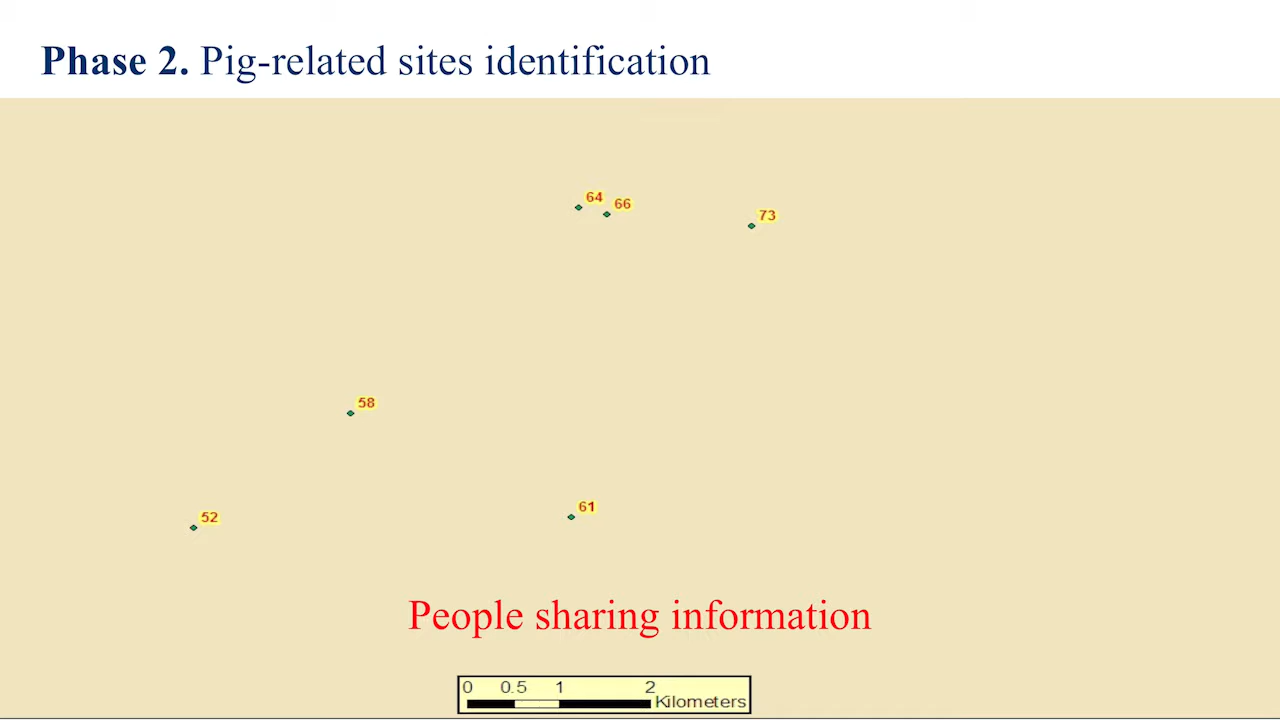 Phase 2. Pig-related sites identification
64
66
73
58
61
52
People sharing information
0 0.5 1 2
Kilometers